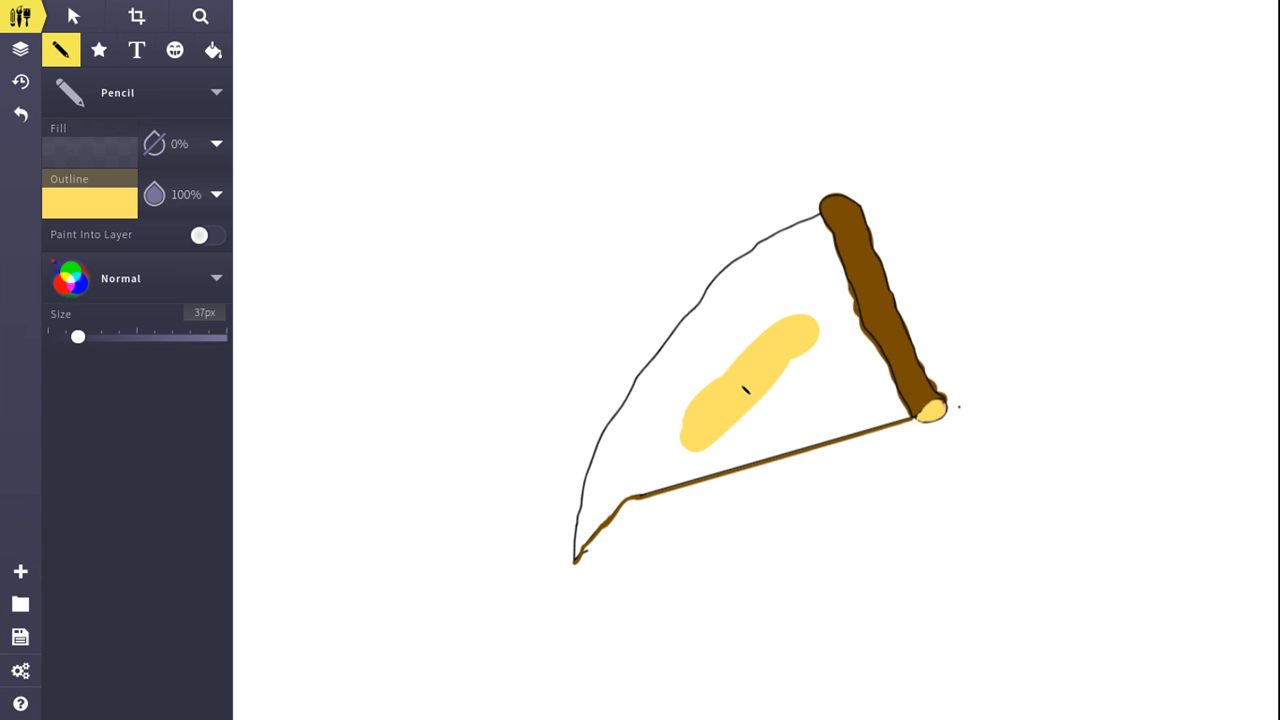 T
Pencil
Fill
0%
Outline
100%
Paint Into Layer
Normal
Size
37px